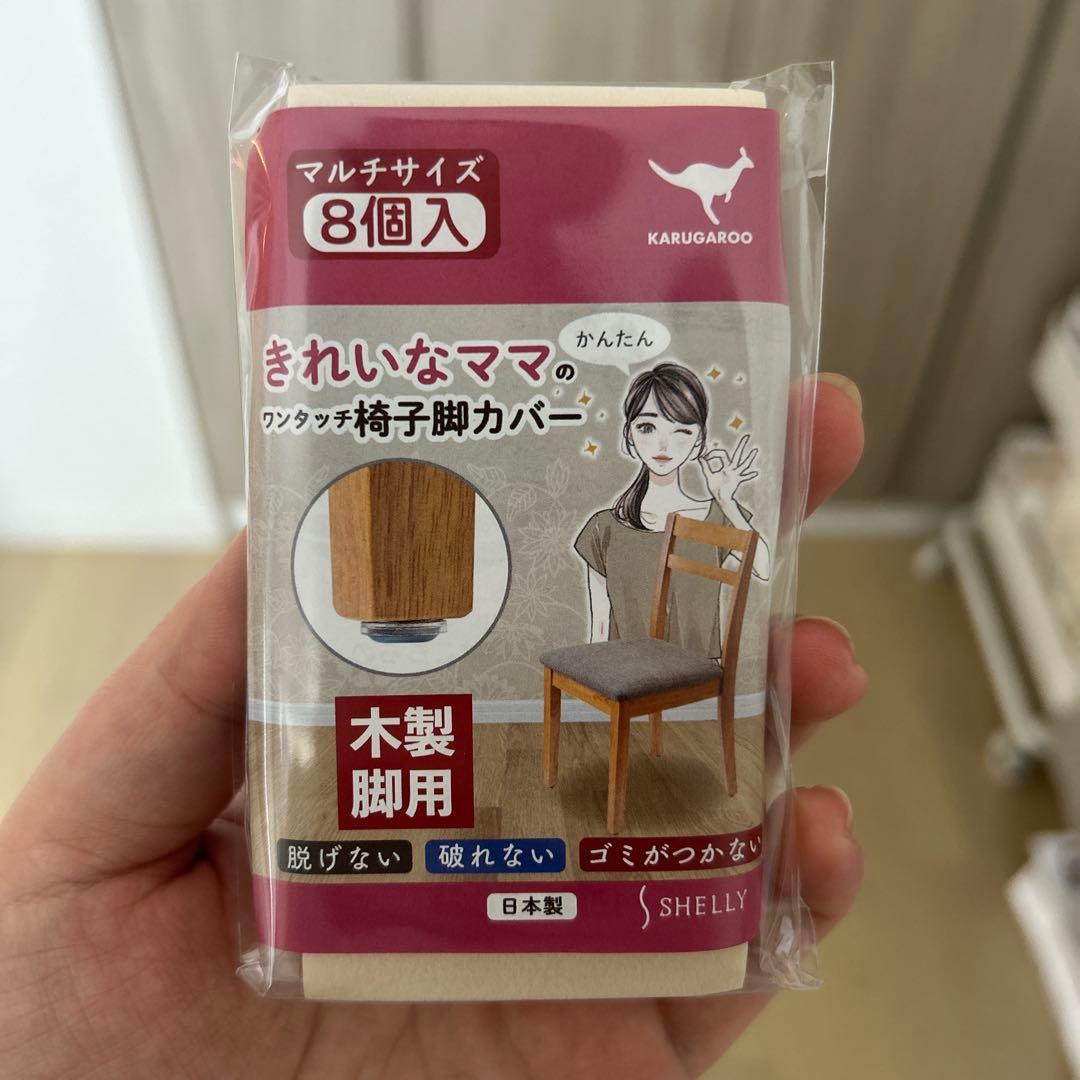 マルチサイズ
8個入
KARUGAROO
かんたん
きれいなママの
ワンタッチ椅子脚カバー
木製
脚用
脱げない
破れない
ゴミがつかない
日本製
SHELLY